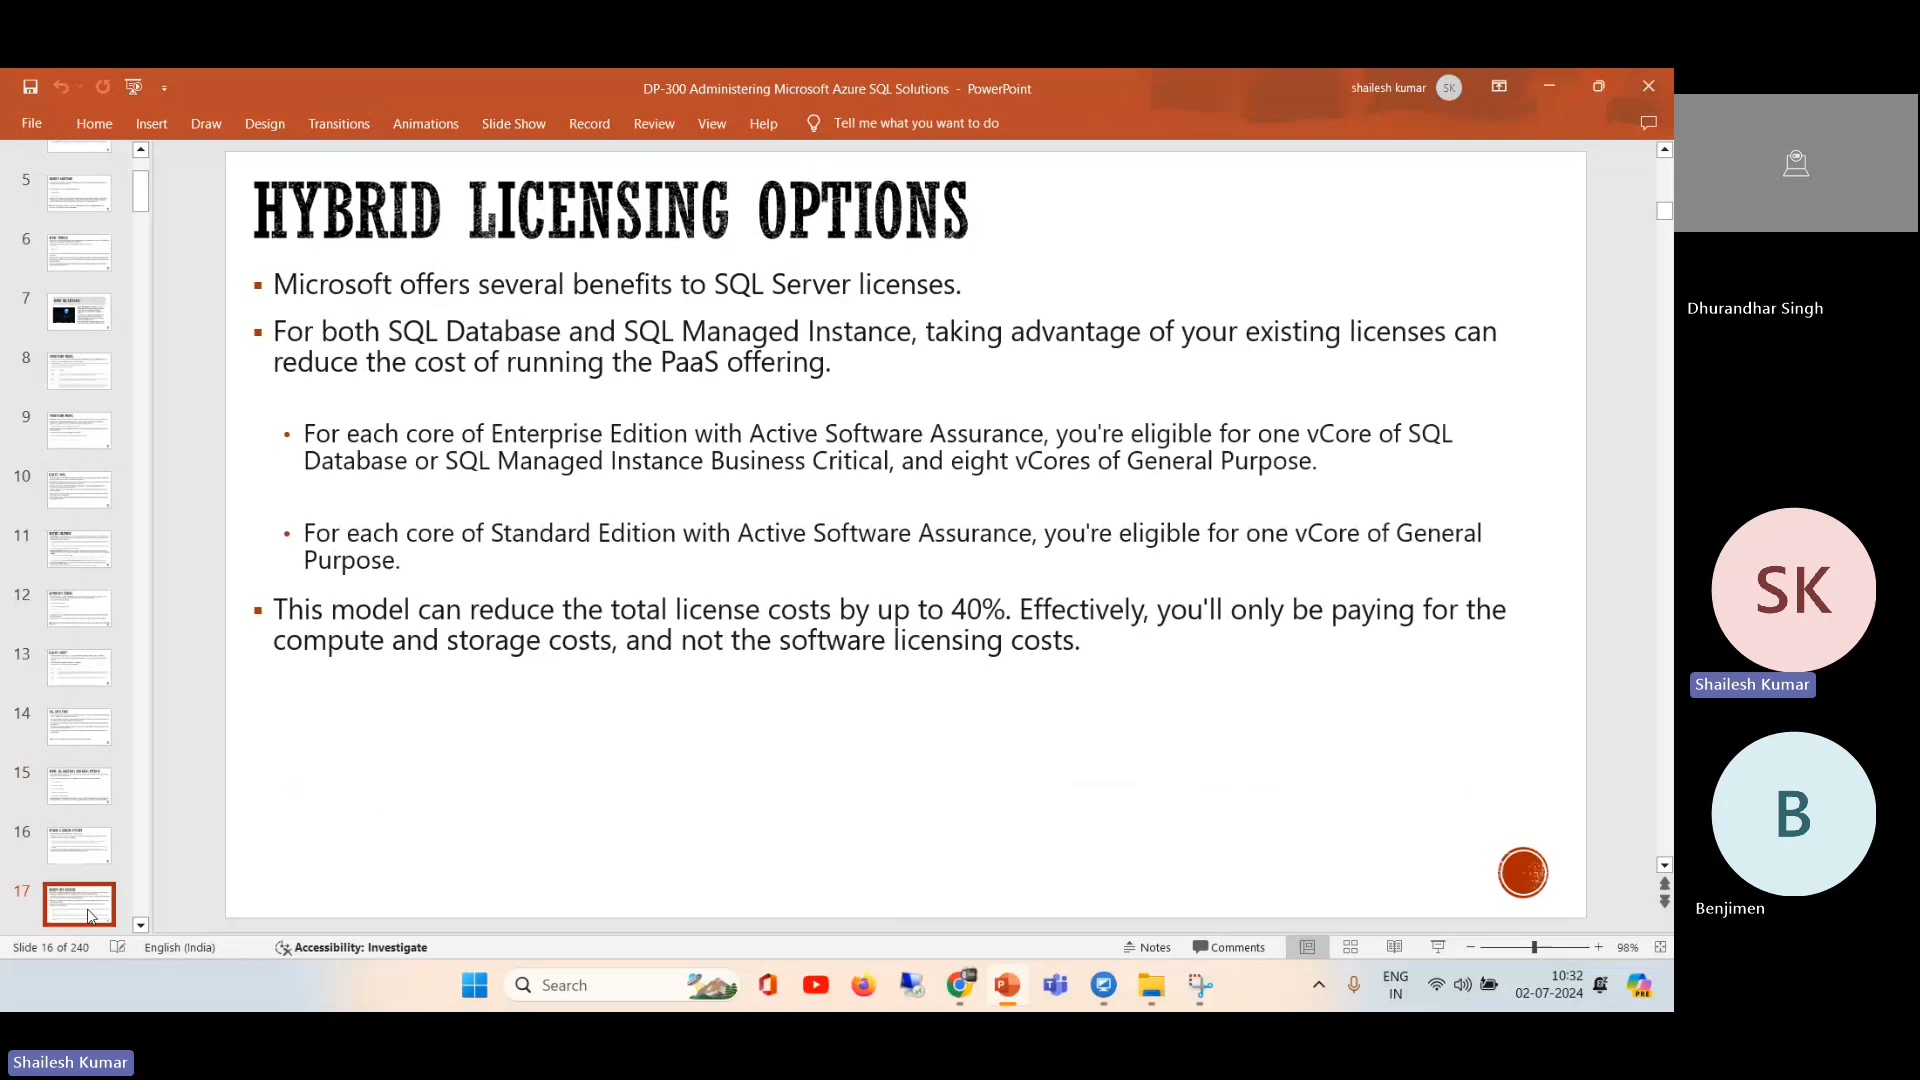 DP-300 Administering Microsoft Azure SQL Solutions - PowerPoint
shailesh kumar SK
File Home Insert Draw Design Transitions Animations Slide Show Record Review View Help Tell me what you want to do
5
6
7
8
9
10
11
12
13
14
15
16
17
HYBRID LICENSING OPTIONS
▪ Microsoft offers several benefits to SQL Server licenses.
▪ For both SQL Database and SQL Managed Instance, taking advantage of your existing licenses can
reduce the cost of running the PaaS offering.
• For each core of Enterprise Edition with Active Software Assurance, you're eligible for one vCore of SQL
Database or SQL Managed Instance Business Critical, and eight vCores of General Purpose.
• For each core of Standard Edition with Active Software Assurance, you're eligible for one vCore of General
Purpose.
▪ This model can reduce the total license costs by up to 40%. Effectively, you'll only be paying for the
compute and storage costs, and not the software licensing costs.
Dhurandhar Singh
SK
Shailesh Kumar
B
Benjimen
Slide 16 of 240 English (India) Accessibility: Investigate Notes Comments 98%
Search
ENG
IN
10:32
02-07-2024
PRE
Shailesh Kumar